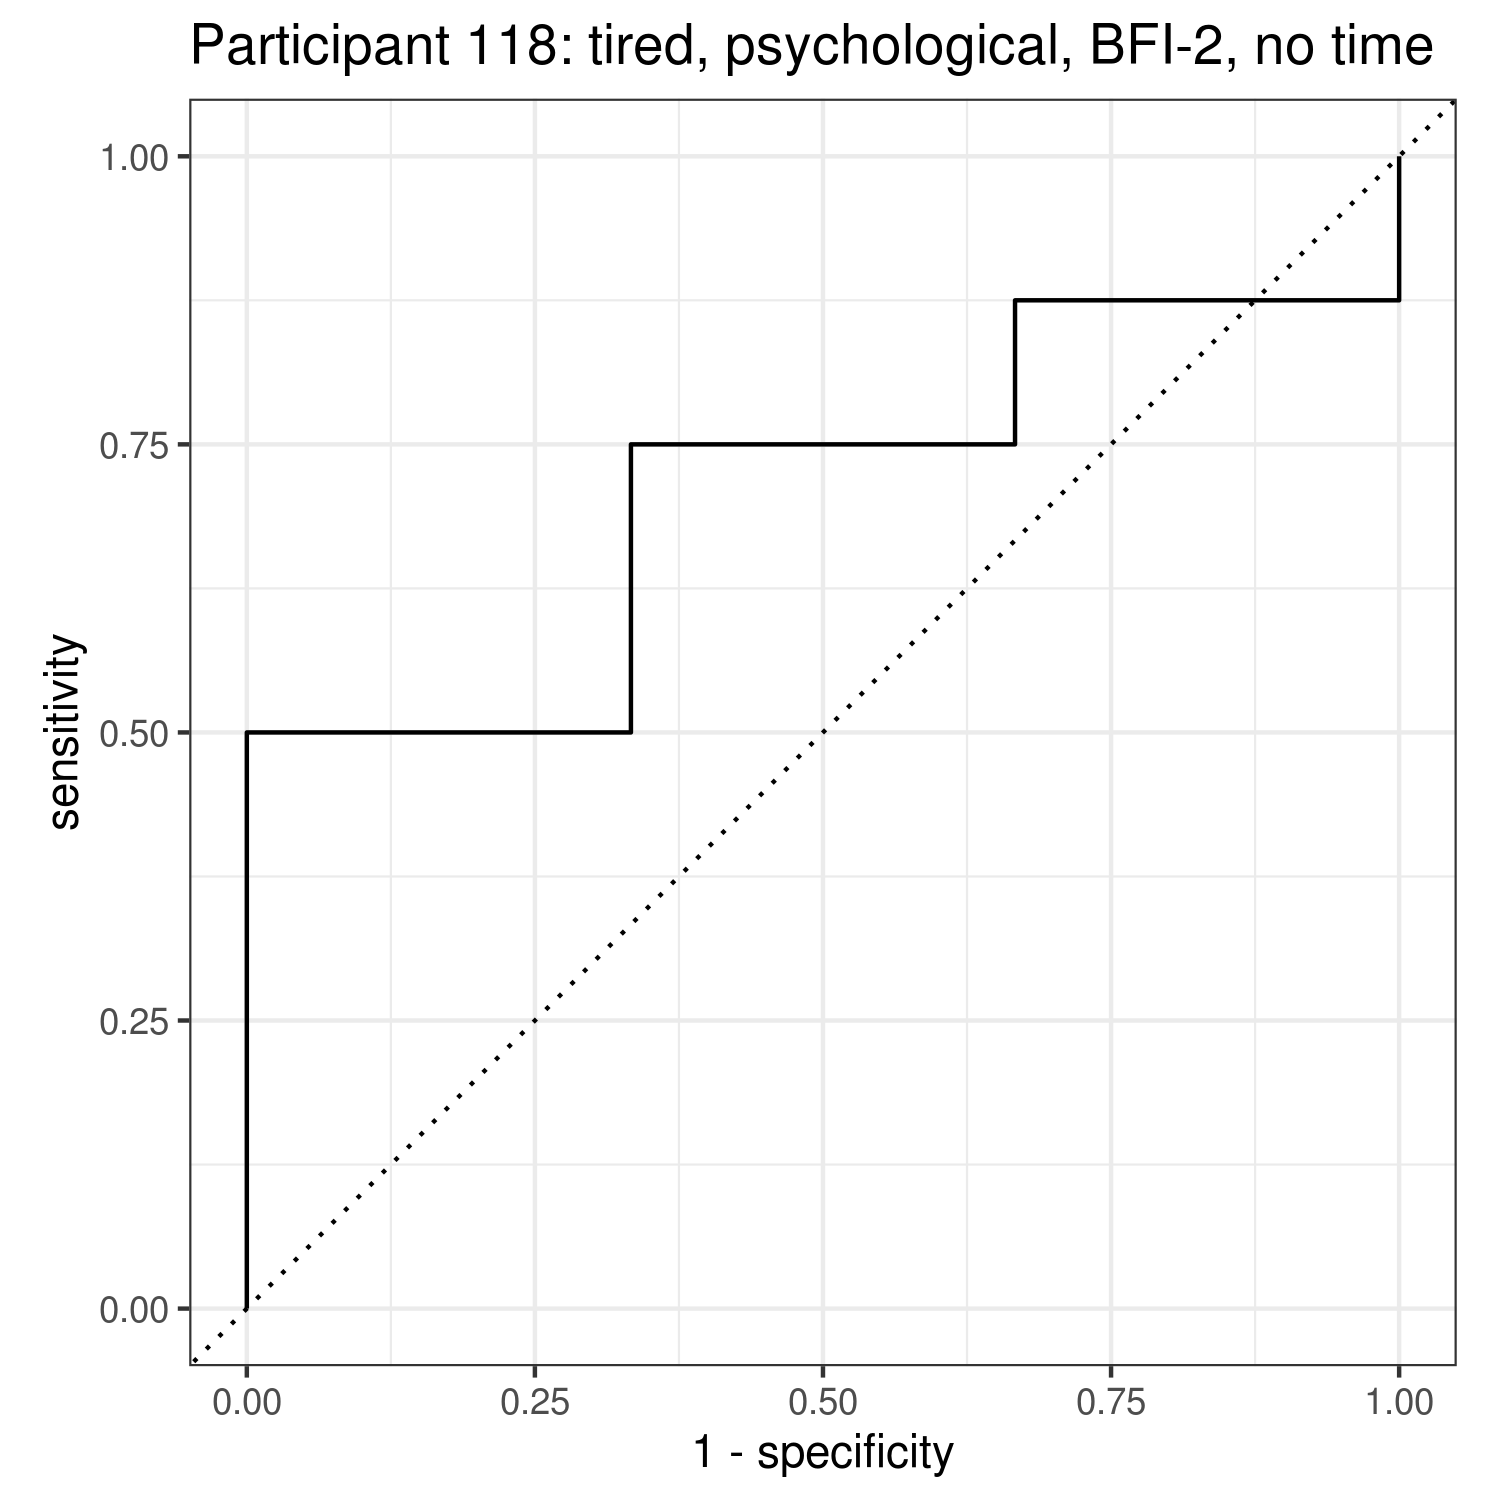 Participant 118: tired, psychological, BFI-2, no time
1.00
0.75
0.50
0.25
0.00
sensitivity
0.00 0.25 0.50 0.75 1.00
1 - specificity